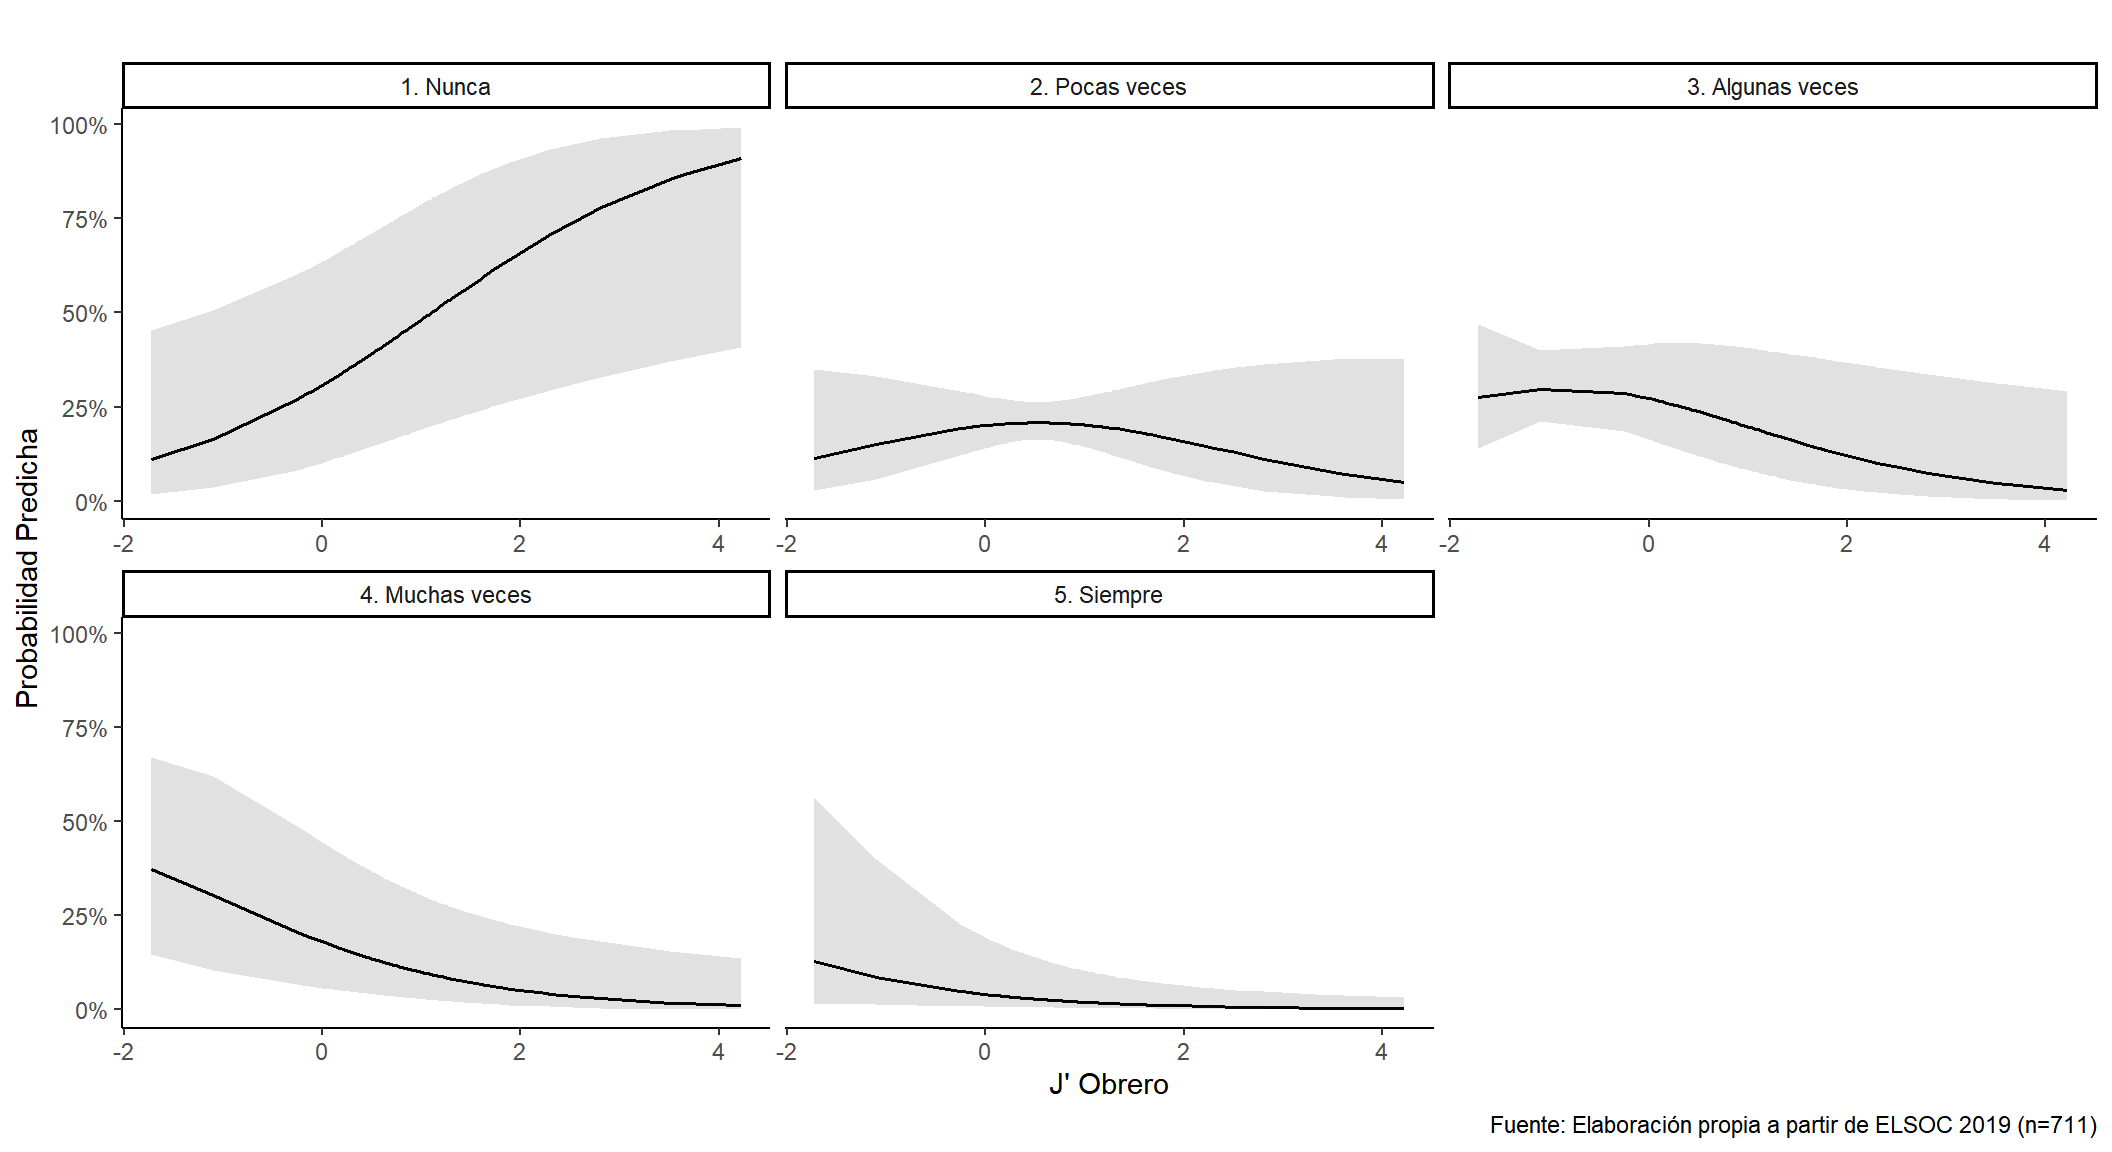 1. Nunca
2. Pocas veces
3. Algunas veces
100%
75%
50%
25%
0%
-2 0 2 4
-2 0 2 4
-2 0 2 4
4. Muchas veces
5. Siempre
100%
75%
50%
25%
0%
-2 0 2 4
-2 0 2 4
Probabilidad Predicha
J' Obrero
Fuente: Elaboración propia a partir de ELSOC 2019 (n=711)